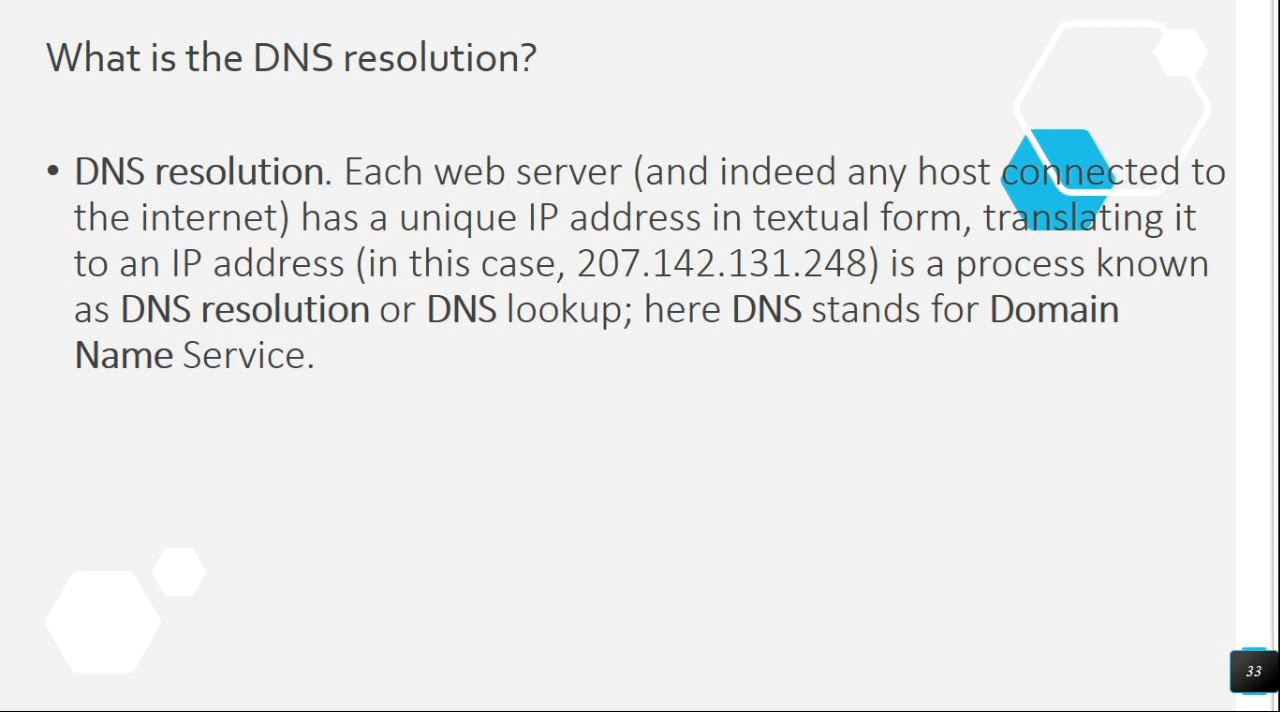 What is the DNS resolution?
• DNS resolution. Each web server (and indeed any host connected to
the internet) has a unique IP address in textual form, translating it
to an IP address (in this case, 207.142.131.248) is a process known
as DNS resolution or DNS lookup; here DNS stands for Domain
Name Service.
33